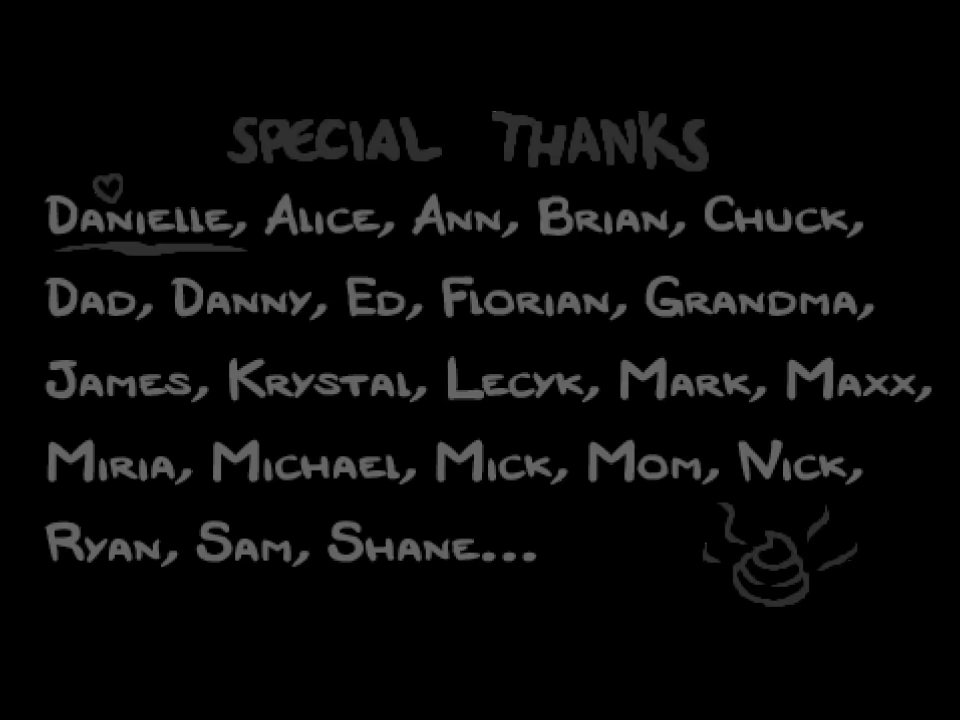 SPECIAL THANKS
DANIELLE, ALICE, ANN, BRIAN, CHUCK,
DAD, DANNY, ED, FLORIAN, GRANDMA,
JAMES, KRYSTAL, LECYK, MARK, MAXX,
MIRIA, MICHAEL, MICK, MOM, NICK,
RYAN, SAM, SHANE...